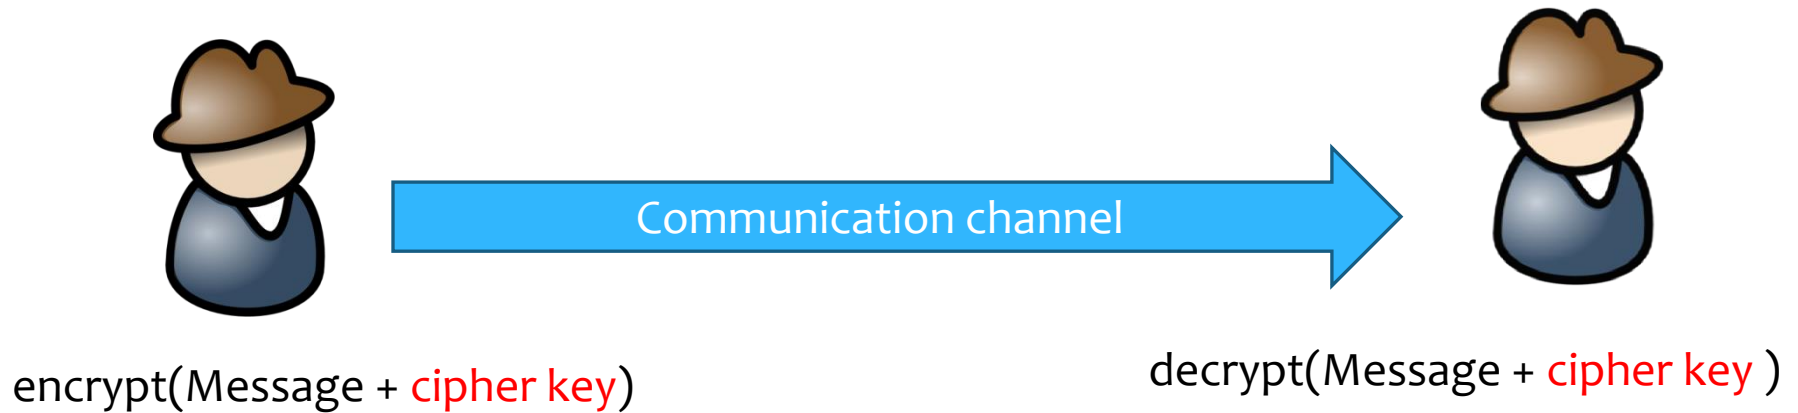 Communication channel
encrypt(Message + cipher key)
decrypt(Message + cipher key )